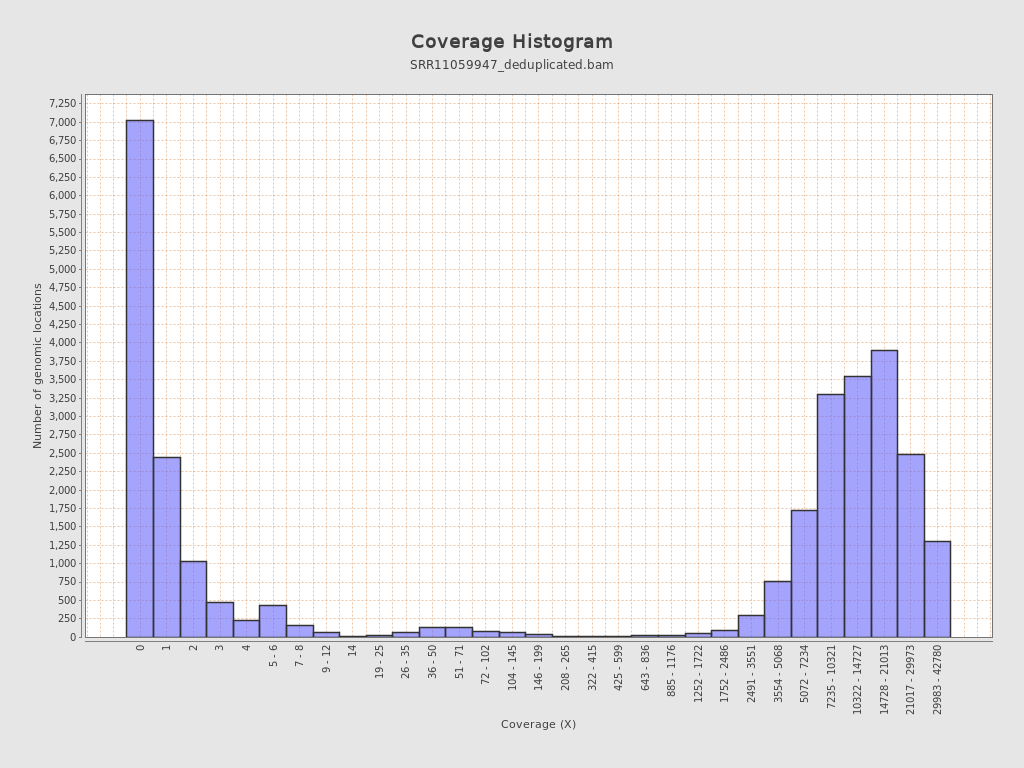 Coverage Histogram
SRR11059947_deduplicated.bam
Number of genomic locations
7,250
7,000
6,750
6,500
6,250
6,000
5,750
5,500
5,250
5,000
4,750
4,500
4,250
4,000
3,750
3,500
3,250
3,000
2,750
2,500
2,250
2,000
1,750
1,500
1,250
1,000
750
500
250
0
0
1
2
3
4
5 - 6
7 - 8
9 - 12
14
19 - 25
26 - 35
36 - 50
51 - 71
72 - 102
104 - 145
146 - 199
208 - 265
322 - 415
425 - 599
643 - 836
885 - 1176
1252 - 1722
1752 - 2486
2491 - 3551
3554 - 5068
5072 - 7234
7235 - 10321
10322 - 14727
14728 - 21013
21017 - 29973
29983 - 42780
Coverage (X)